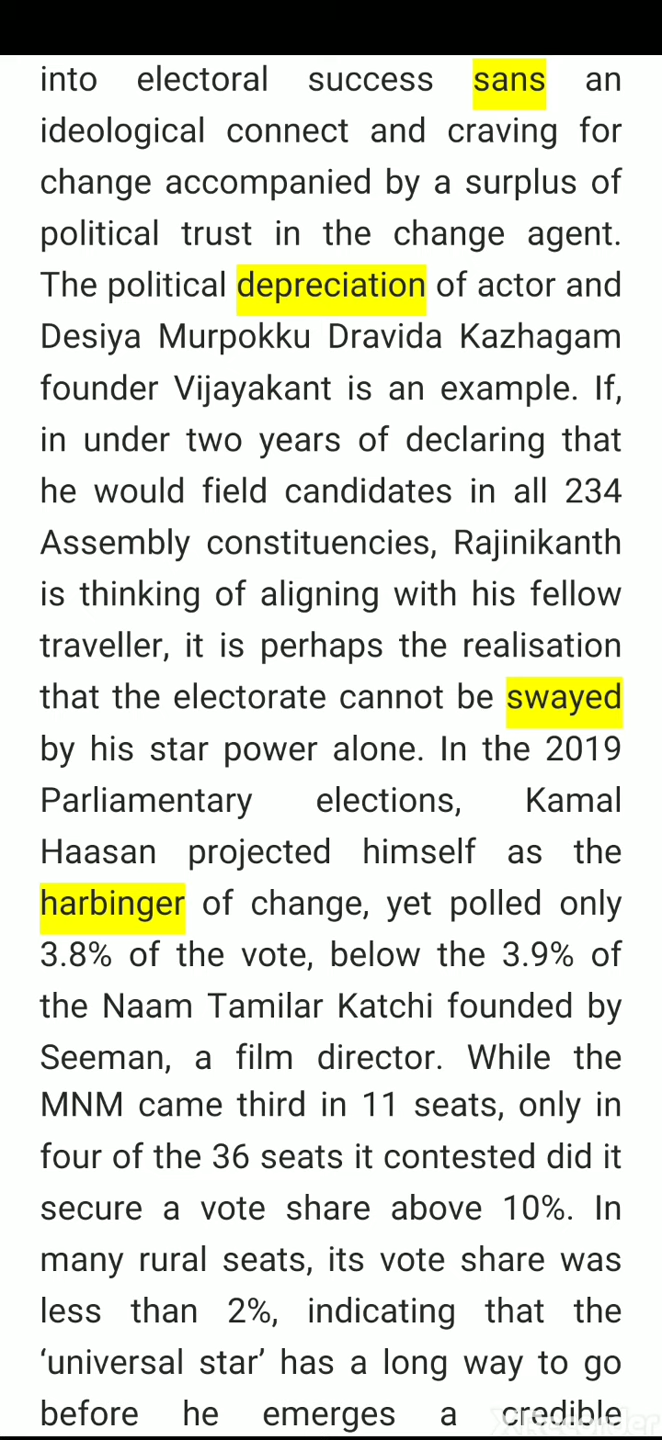 into electoral success sans an
ideological connect and craving for
change accompanied by a surplus of
political trust in the change agent.
The political depreciation of actor and
Desiya Murpokku Dravida Kazhagam
founder Vijayakant is an example. If,
in under two years of declaring that
he would field candidates in all 234
Assembly constituencies, Rajinikanth
is thinking of aligning with his fellow
traveller, it is perhaps the realisation
that the electorate cannot be swayed
by his star power alone. In the 2019
Parliamentary elections, Kamal
Haasan projected himself as the
harbinger of change, yet polled only
3.8% of the vote, below the 3.9% of
the Naam Tamilar Katchi founded by
Seeman, a film director. While the
MNM came third in 11 seats, only in
four of the 36 seats it contested did it
secure a vote share above 10%. In
many rural seats, its vote share was
less than 2%, indicating that the
‘universal star’ has a long way to go
before he emerges a credible
XRecorder